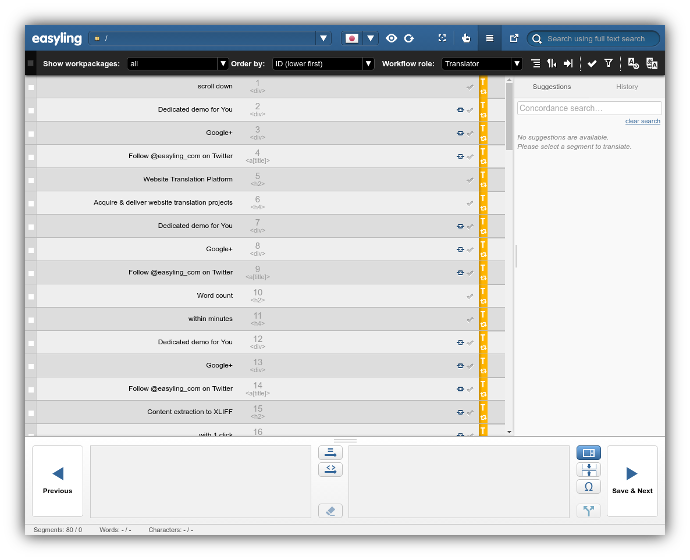 easyling
/
Search using full text search
Show workpackages:
all
Order by:
ID (lower first)
Workflow role:
Translator
scroll down
1
<div>
Dedicated demo for You
2
<div>
Google+
3
<div>
Follow @easyling_com on Twitter
4
<a[title]>
Website Translation Platform
5
<h2>
Acquire & deliver website translation projects
6
<h4>
Dedicated demo for You
7
<div>
Google+
8
<div>
Follow @easyling_com on Twitter
9
<a[title]>
Word count
10
<h2>
within minutes
11
<h4>
Dedicated demo for You
12
<div>
Google+
13
<div>
Follow @easyling_com on Twitter
14
<a[title]>
Content extraction to XLIFF
15
<h2>
with 1 click
16
Suggestions
History
Concordance search...
clear search
No suggestions are available.
Please select a segment to translate.
Previous
Ω
Save & Next
Segments: 80 / 0
Words: - / -
Characters: - / -